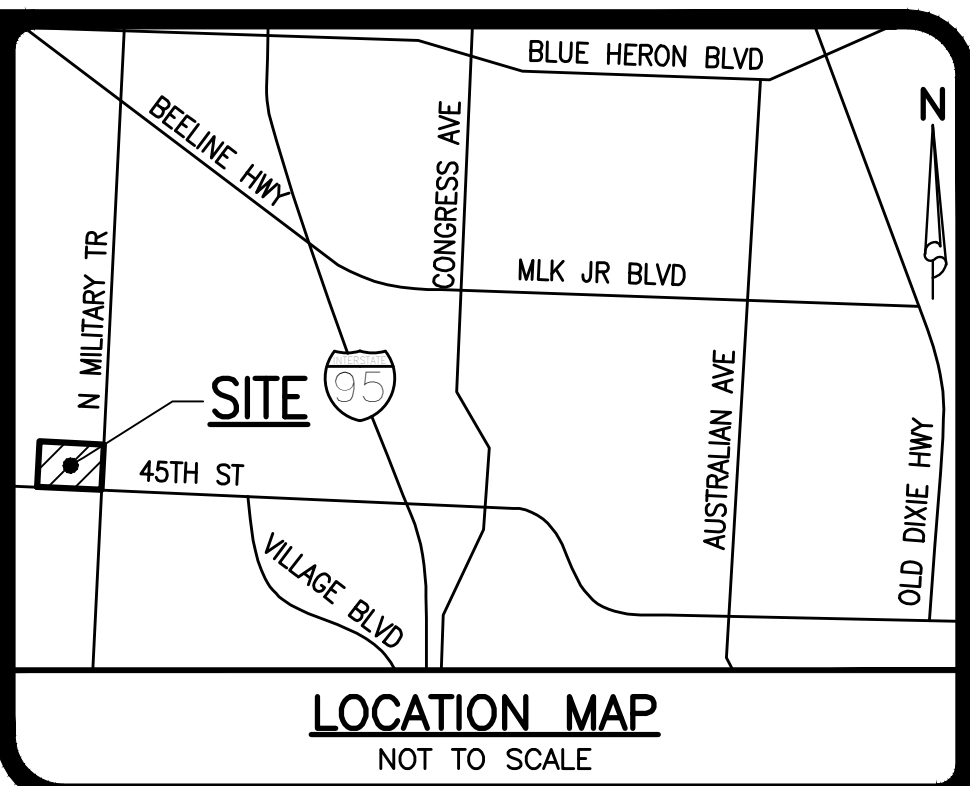 BLUE HERON BLVD
N
BEELINE HWY
CONGRESS AVE
N MILITARY TR
MLK JR BLVD
INTERSTATE
95
SITE
AUSTRALIAN AVE
OLD DIXIE HWY
45TH ST
VILLAGE BLVD
LOCATION MAP
NOT TO SCALE